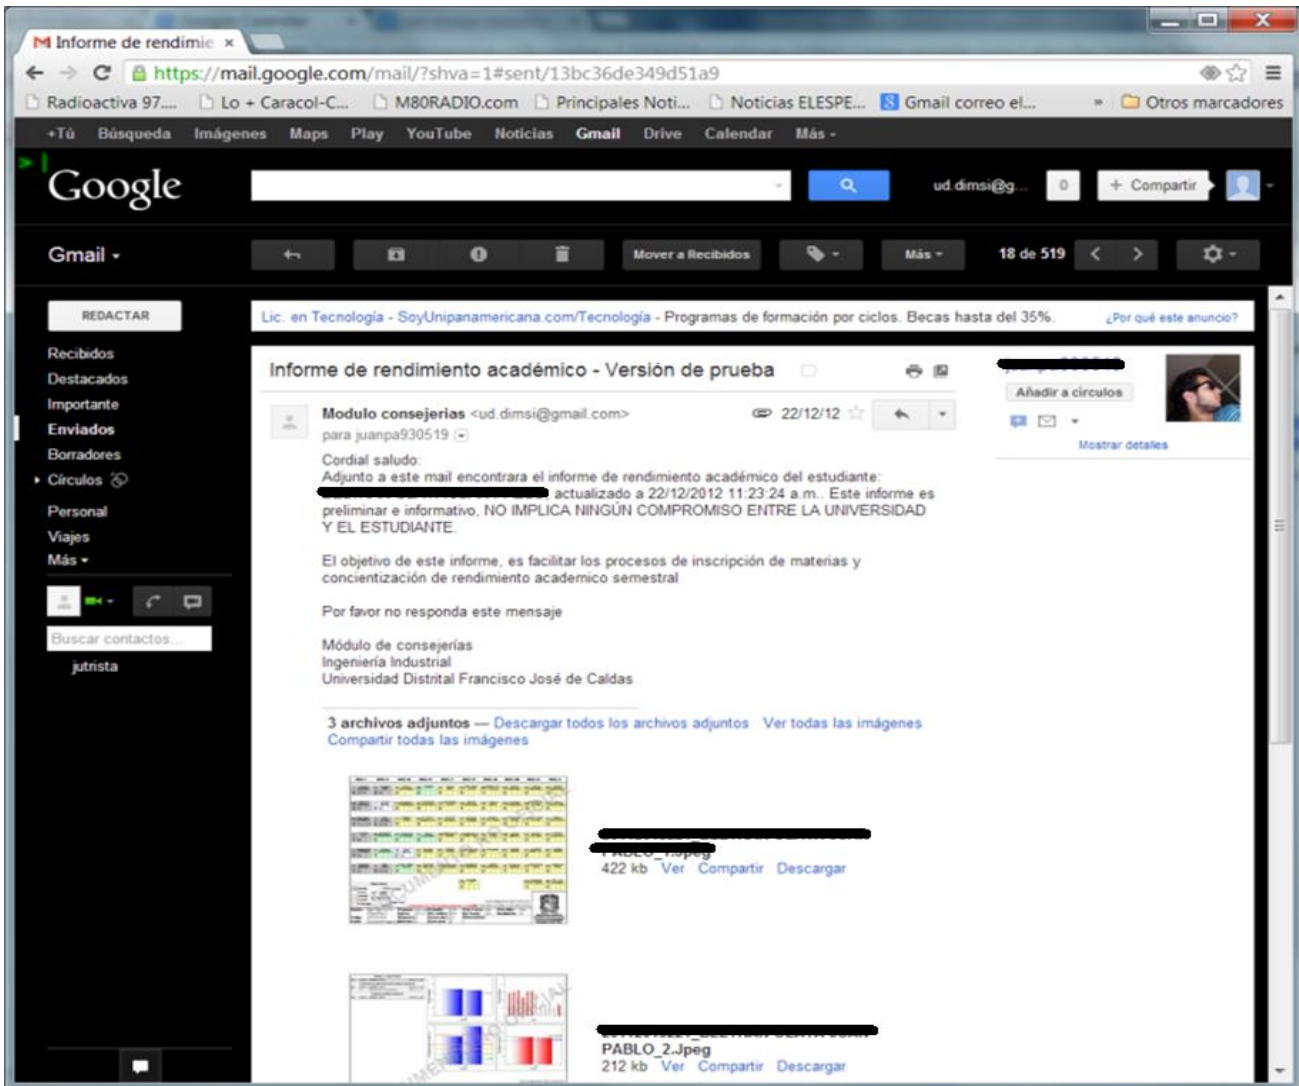 Informe de rendimie ×
https://mail.google.com/mail/?shva=1#sent/13bc36de349d51a9
Radioactiva 97.... Lo + Caracol-C... M80RADIO.com Principales Noti... Noticias ELESPE... Gmail correo el... » Otros marcadores
+Tú Búsqueda Imágenes Maps Play YouTube Noticias Gmail Drive Calendar Más
Google ud.dimsi@g... 0 + Compartir
Gmail Mover a Recibidos Más 18 de 519
REDACTAR
Lic. en Tecnología - SoyUnipanamericana.com/Tecnología - Programas de formación por ciclos. Becas hasta del 35%. ¿Por qué este anuncio?
Recibidos
Destacados
Importante
Enviados
Borradores
Círculos
Personal
Viajes
Más
Buscar contactos...
jutrista
Informe de rendimiento académico - Versión de prueba
Modulo consejerias <ud.dimsi@gmail.com> 22/12/12
para juanpa930519
Cordial saludo:
Adjunto a este mail encontrara el informe de rendimiento académico del estudiante:
actualizado a 22/12/2012 11:23:24 a.m.. Este informe es
preliminar e informativo, NO IMPLICA NINGÚN COMPROMISO ENTRE LA UNIVERSIDAD
Y EL ESTUDIANTE.
El objetivo de este informe, es facilitar los procesos de inscripción de materias y
concientización de rendimiento academico semestral
Por favor no responda este mensaje
Módulo de consejerías
Ingeniería Industrial
Universidad Distrital Francisco José de Caldas
3 archivos adjuntos — Descargar todos los archivos adjuntos Ver todas las imágenes
Compartir todas las imágenes
422 kb Ver Compartir Descargar
PABLO_2.Jpeg
212 kb Ver Compartir Descargar
Añadir a círculos
Mostrar detalles